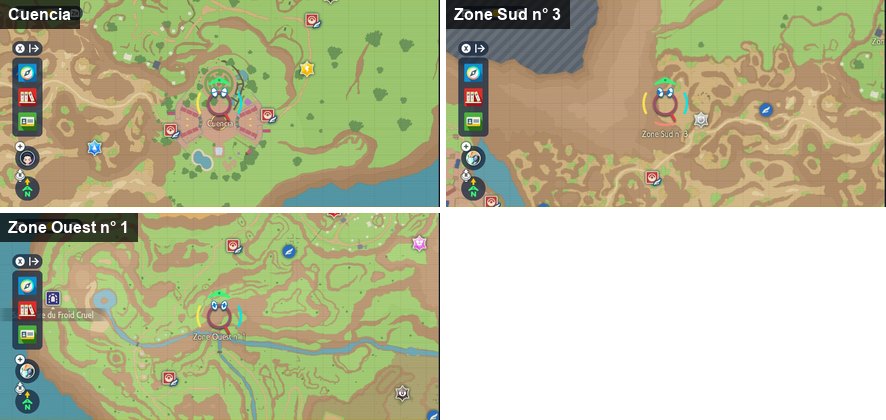 Cuencia
X
Cuencia
N
Zone Sud n° 3
X
Zone Sud n° 3
N
Zone Ouest n° 1
X
e du Froid Cruel
Zone Ouest n° 1
N